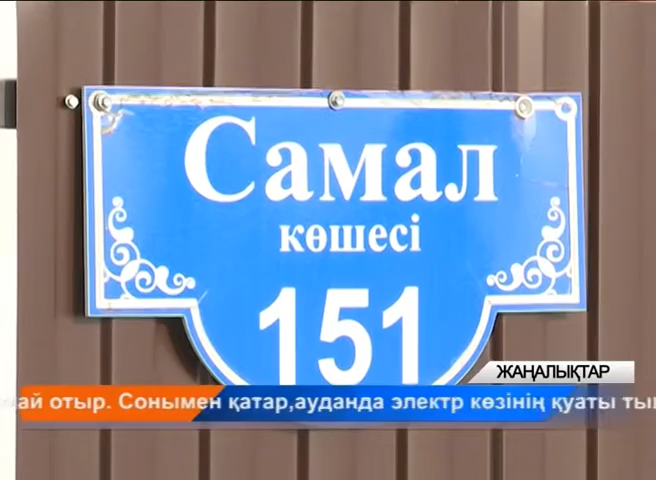 Самал
көшесі
151
ЖАҢАЛЫҚТАР
отыр. Сонымен қатар,ауданда электр көзінің қуаты